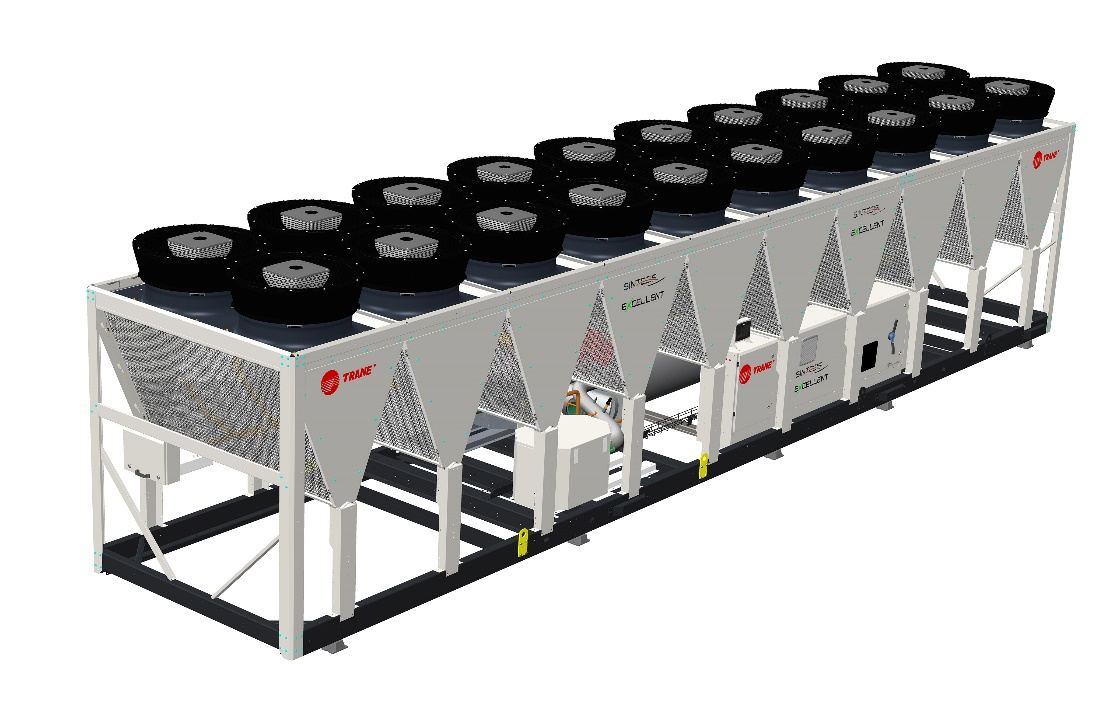 TRANE
SINTESIS
EXCELLENT
TRANE
SINTESIS
EXCELLENT
SINTESIS
EXCELLENT
TRANE